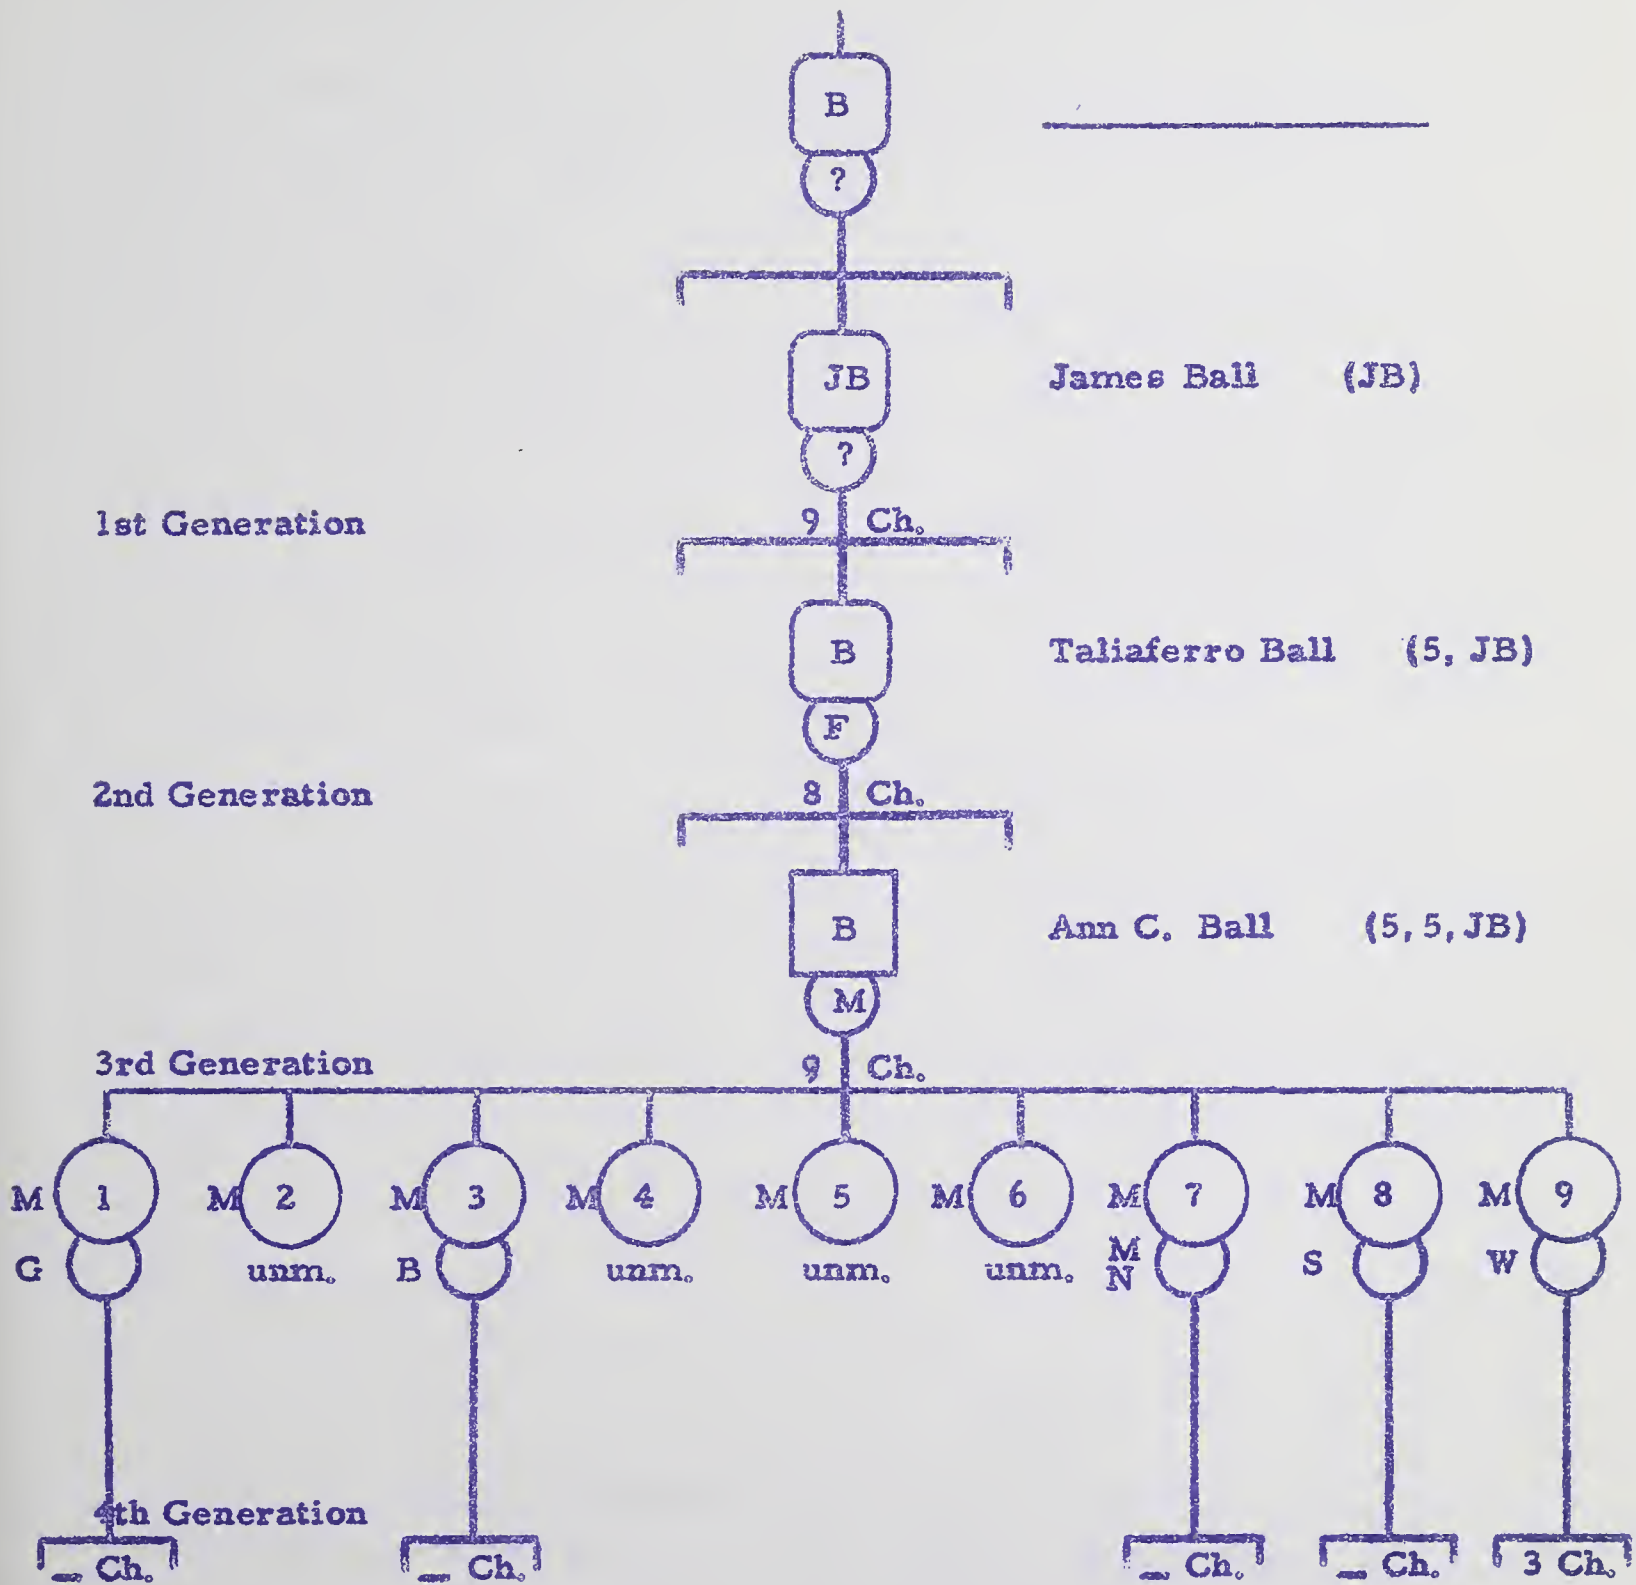 B
?
JB James Ball (JB)
?
1st Generation 9 Ch.
B Taliaferro Ball (5, JB)
F
2nd Generation 8 Ch.
B Ann C. Ball (5, 5, JB)
M
3rd Generation 9 Ch.
M 1 M 2 M 3 M 4 M 5 M 6 M 7 M 8 M 9
G unm. B unm. unm. unm. M N S W
4th Generation
_ Ch. _ Ch. _ Ch. _ Ch. 3 Ch.